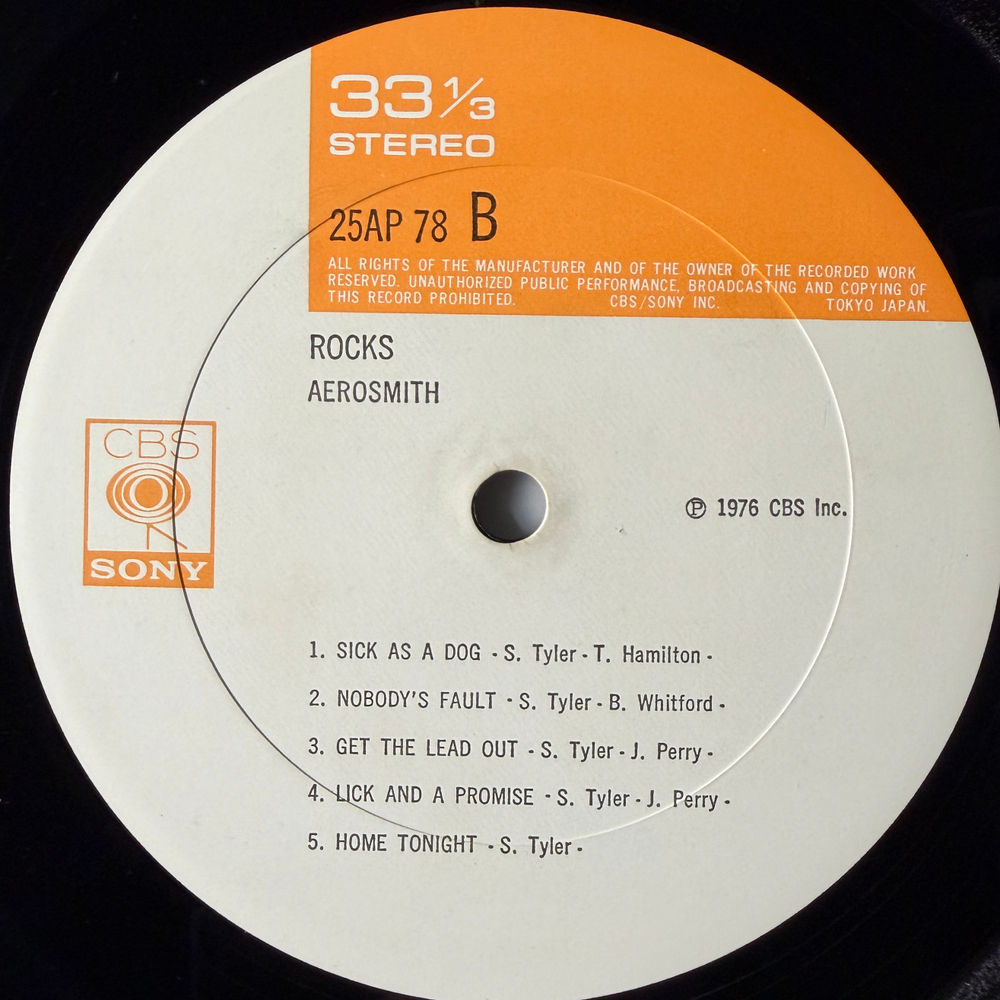 33 1/3
STEREO
25AP 78 B
ALL RIGHTS OF THE MANUFACTURER AND OF THE OWNER OF THE RECORDED WORK
RESERVED. UNAUTHORIZED PUBLIC PERFORMANCE, BROADCASTING AND COPYING OF
THIS RECORD PROHIBITED. CBS/SONY INC. TOKYO JAPAN.
ROCKS
AEROSMITH
CBS
SONY
Ⓟ 1976 CBS Inc.
1. SICK AS A DOG - S. Tyler - T. Hamilton -
2. NOBODY'S FAULT - S. Tyler - B. Whitford -
3. GET THE LEAD OUT - S. Tyler - J. Perry -
4. LICK AND A PROMISE - S. Tyler - J. Perry -
5. HOME TONIGHT - S. Tyler -